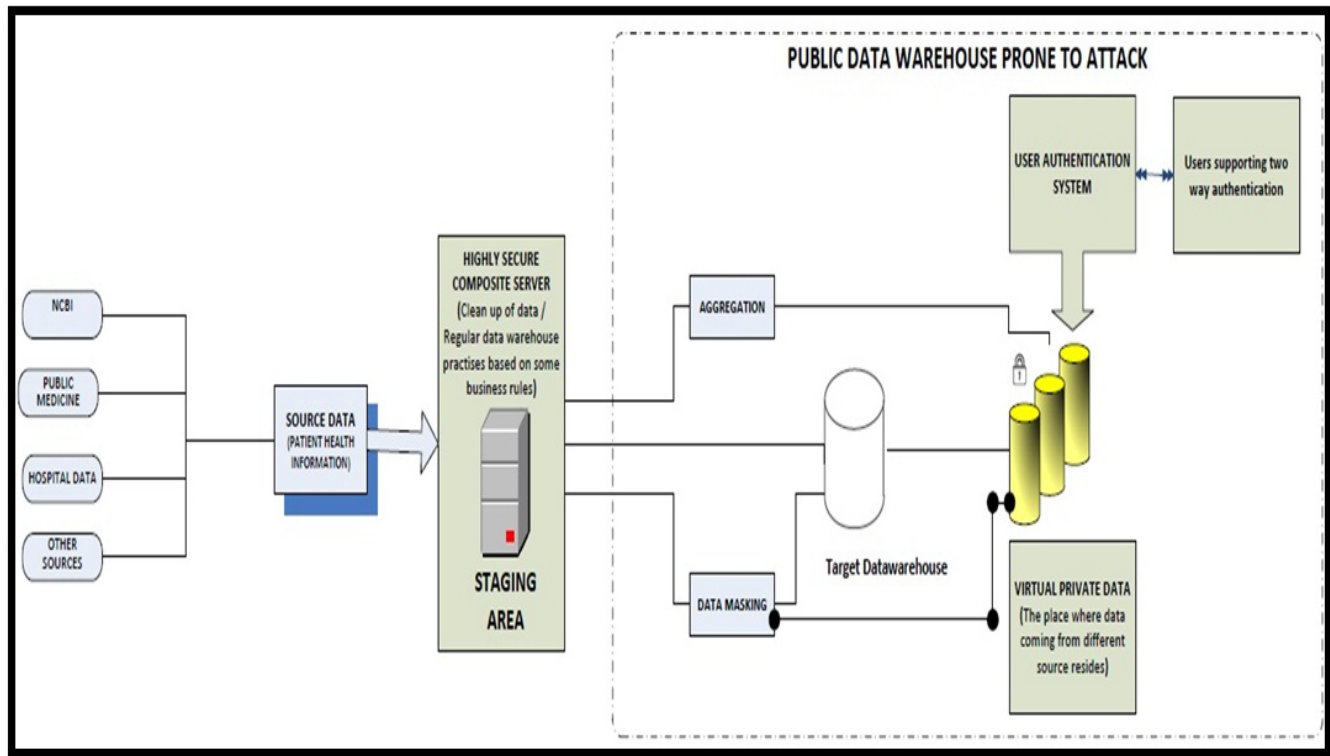 PUBLIC DATA WAREHOUSE PRONE TO ATTACK
USER AUTHENTICATION
SYSTEM
Users supporting two
way authentication
HIGHLY SECURE
COMPOSITE SERVER
(Clean up of data /
Regular data warehouse
practises based on some
business rules)
STAGING
AREA
NCBI
PUBLIC
MEDICINE
HOSPITAL DATA
OTHER
SOURCES
SOURCE DATA
(PATIENT HEALTH
INFORMATION)
AGGREGATION
Target Datawarehouse
DATA MASKING
VIRTUAL PRIVATE DATA
(The place where data
coming from different
source resides)